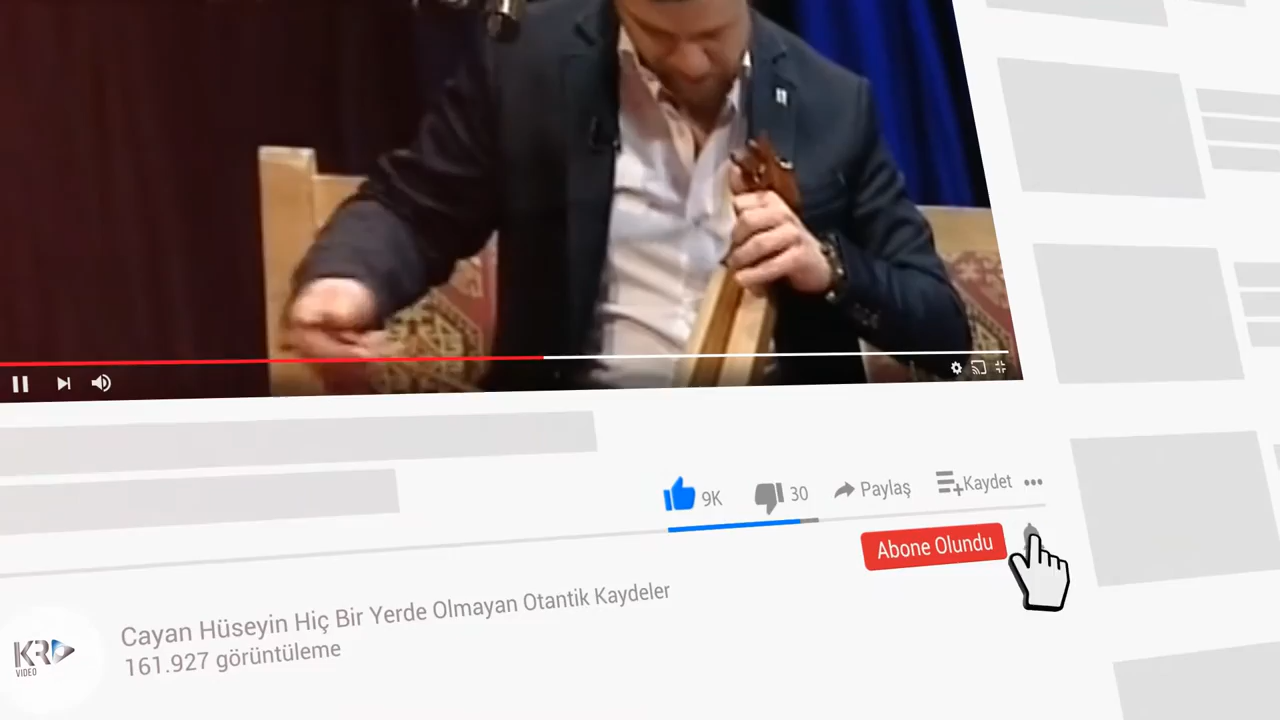 9K
30
Paylaş
Kaydet
Abone Olundu
Cayan Hüseyin Hiç Bir Yerde Olmayan Otantik Kaydeler
161.927 görüntüleme
KR
VIDEO